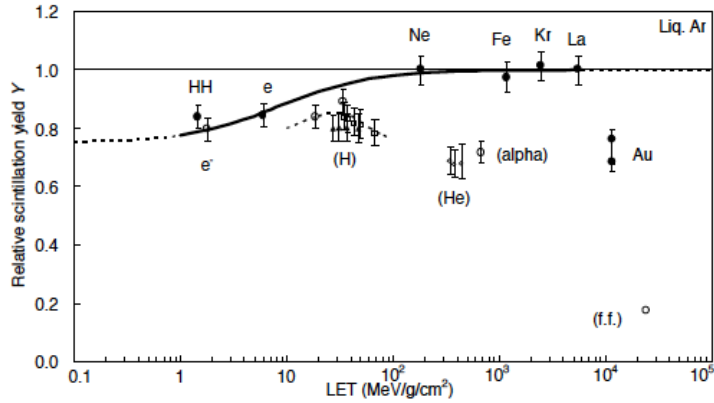 1.2
Liq. Ar
Ne
Fe
Kr
La
1.0
HH
e
0.8
e-
(H)
(alpha)
Au
(He)
0.6
0.4
0.2
(f.f.)
0.0
0.1
1
10
10²
10³
10⁴
10⁵
Relative scintillation yield Y
LET (MeV/g/cm²)